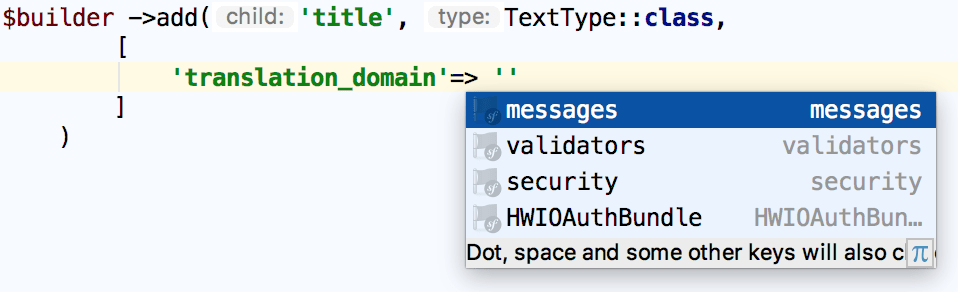 $builder ->add( child: 'title', type: TextType::class,
[
'translation_domain'=> ''
]
)
messages messages
validators validators
security security
HWIOAuthBundle HWIOAuthBun…
Dot, space and some other keys will also c π